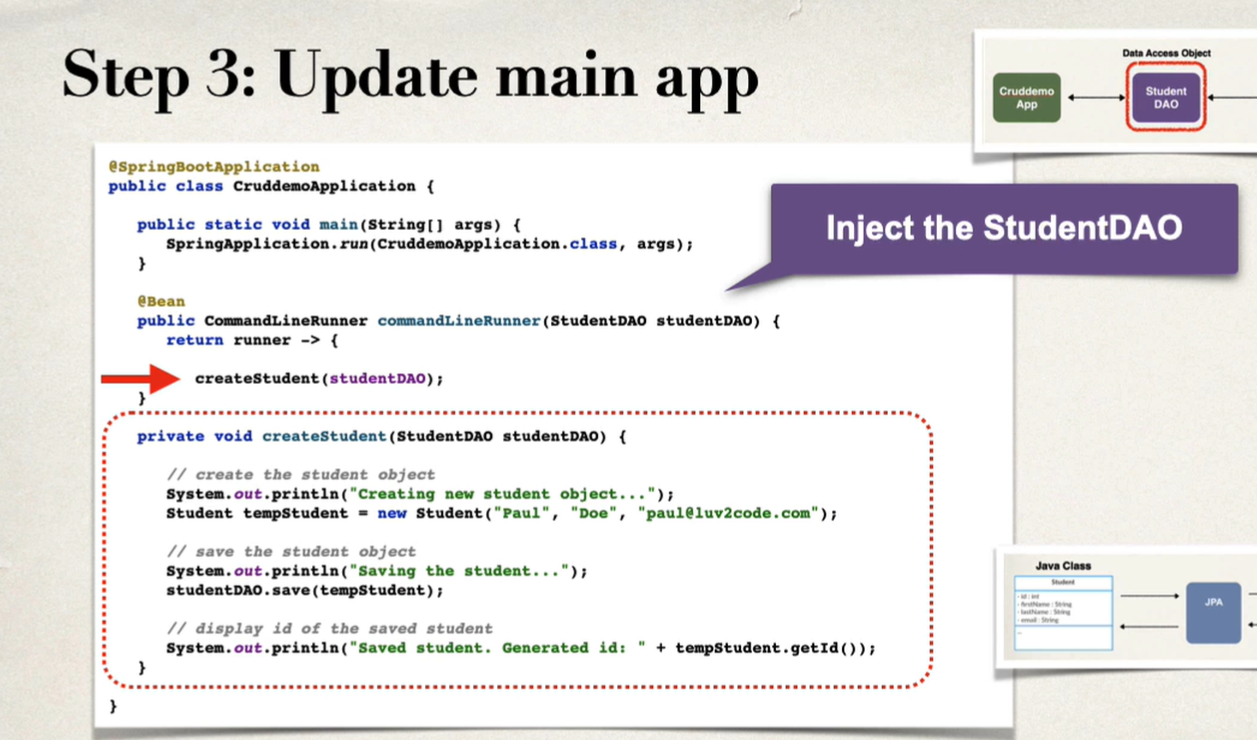 Step 3: Update main app
Data Access Object
Cruddemo
App
Student
DAO
@SpringBootApplication
public class CruddemoApplication {
public static void main(String[] args) {
SpringApplication.run(CruddemoApplication.class, args);
}
Inject the StudentDAO
@Bean
public CommandLineRunner commandLineRunner(StudentDAO studentDAO) {
return runner -> {
createStudent(studentDAO);
}
private void createStudent(StudentDAO studentDAO) {
// create the student object
System.out.println("Creating new student object...");
Student tempStudent = new Student("Paul", "Doe", "paul@luv2code.com");
// save the student object
System.out.println("Saving the student...");
studentDAO.save(tempStudent);
// display id of the saved student
System.out.println("Saved student. Generated id: " + tempStudent.getId());
}
}
Java Class
Student
- id : int
- firstName : String
- lastName : String
- email : String
...
JPA